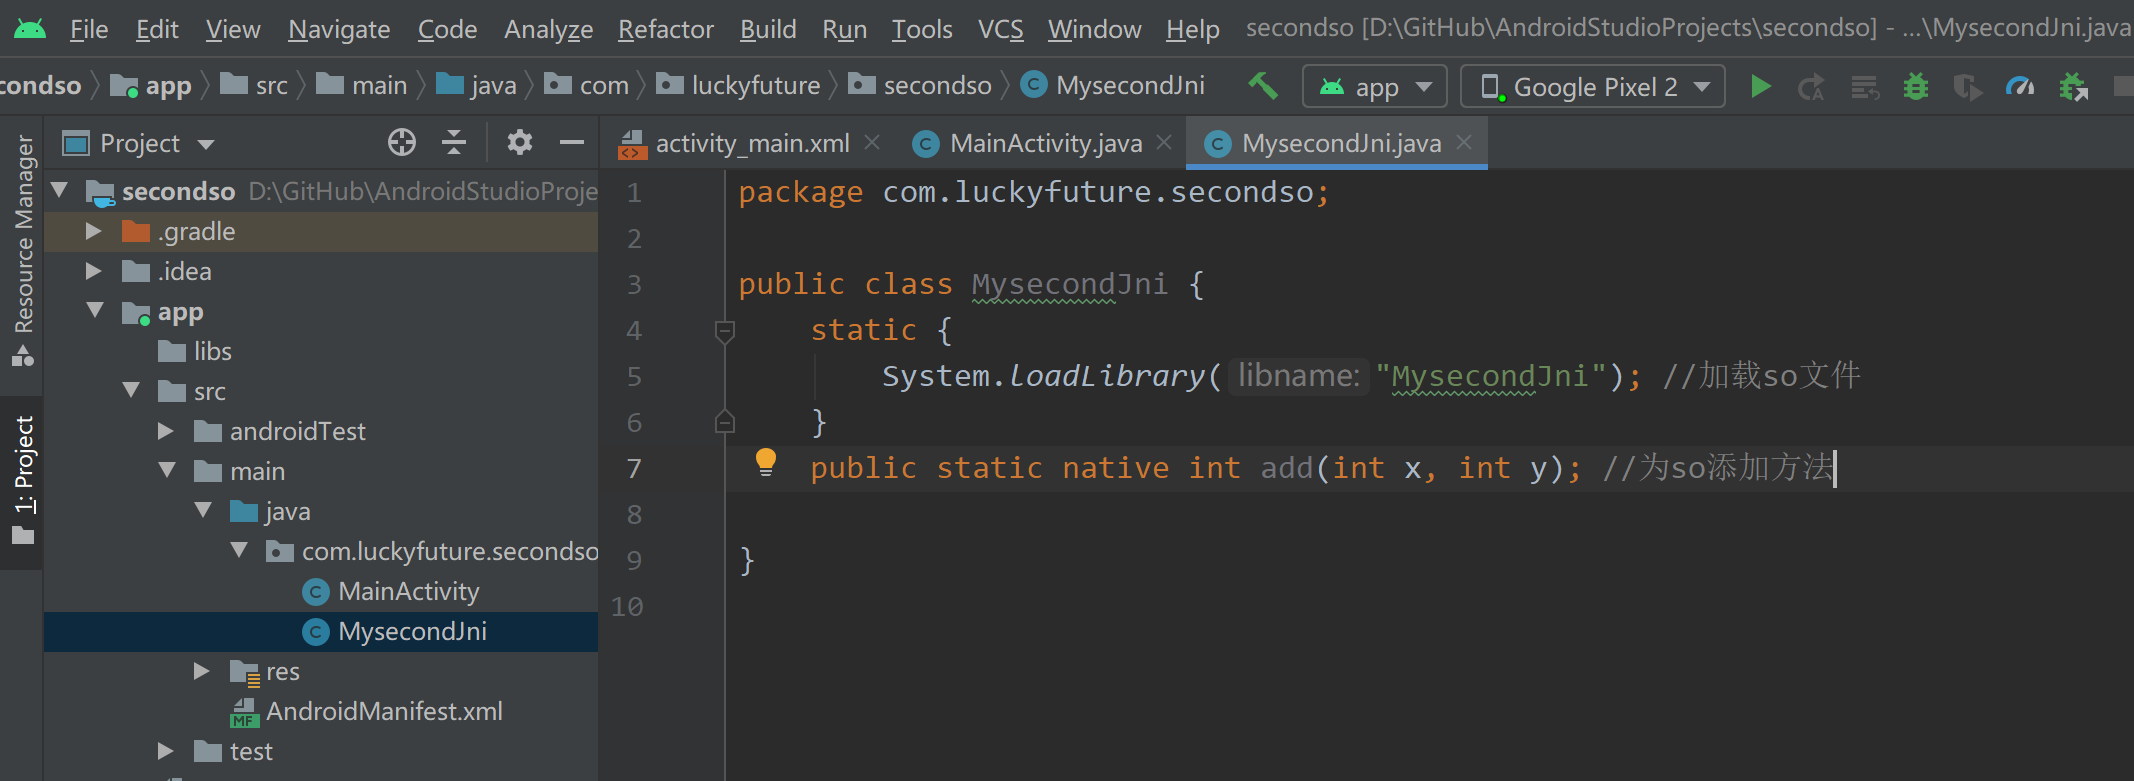 File Edit View Navigate Code Analyze Refactor Build Run Tools VCS Window Help secondso [D:\GitHub\AndroidStudioProjects\secondso] - ...\MysecondJni.java
condso app src main java com luckyfuture secondso MysecondJni app Google Pixel 2
Project
activity_main.xml MainActivity.java MysecondJni.java
Resource Manager
1: Project
secondso D:\GitHub\AndroidStudioProje
.gradle
.idea
app
libs
src
androidTest
main
java
com.luckyfuture.secondso
MainActivity
MysecondJni
res
AndroidManifest.xml
test
1 package com.luckyfuture.secondso;
2
3 public class MysecondJni {
4 static {
5 System.loadLibrary( libname: "MysecondJni"); //加载so文件
6 }
7 public static native int add(int x, int y); //为so添加方法
8
9 }
10